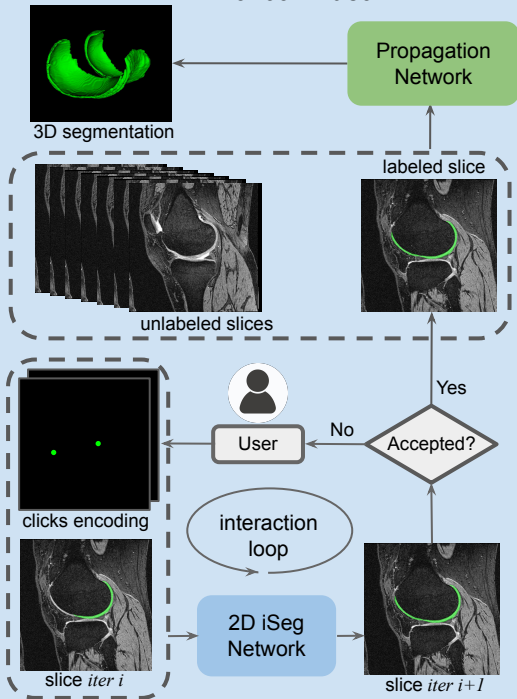 Propagation
Network
3D segmentation
labeled slice
unlabeled slices
Yes
No
User
Accepted?
clicks encoding
interaction
loop
2D iSeg
Network
slice iter i
slice iter i+1